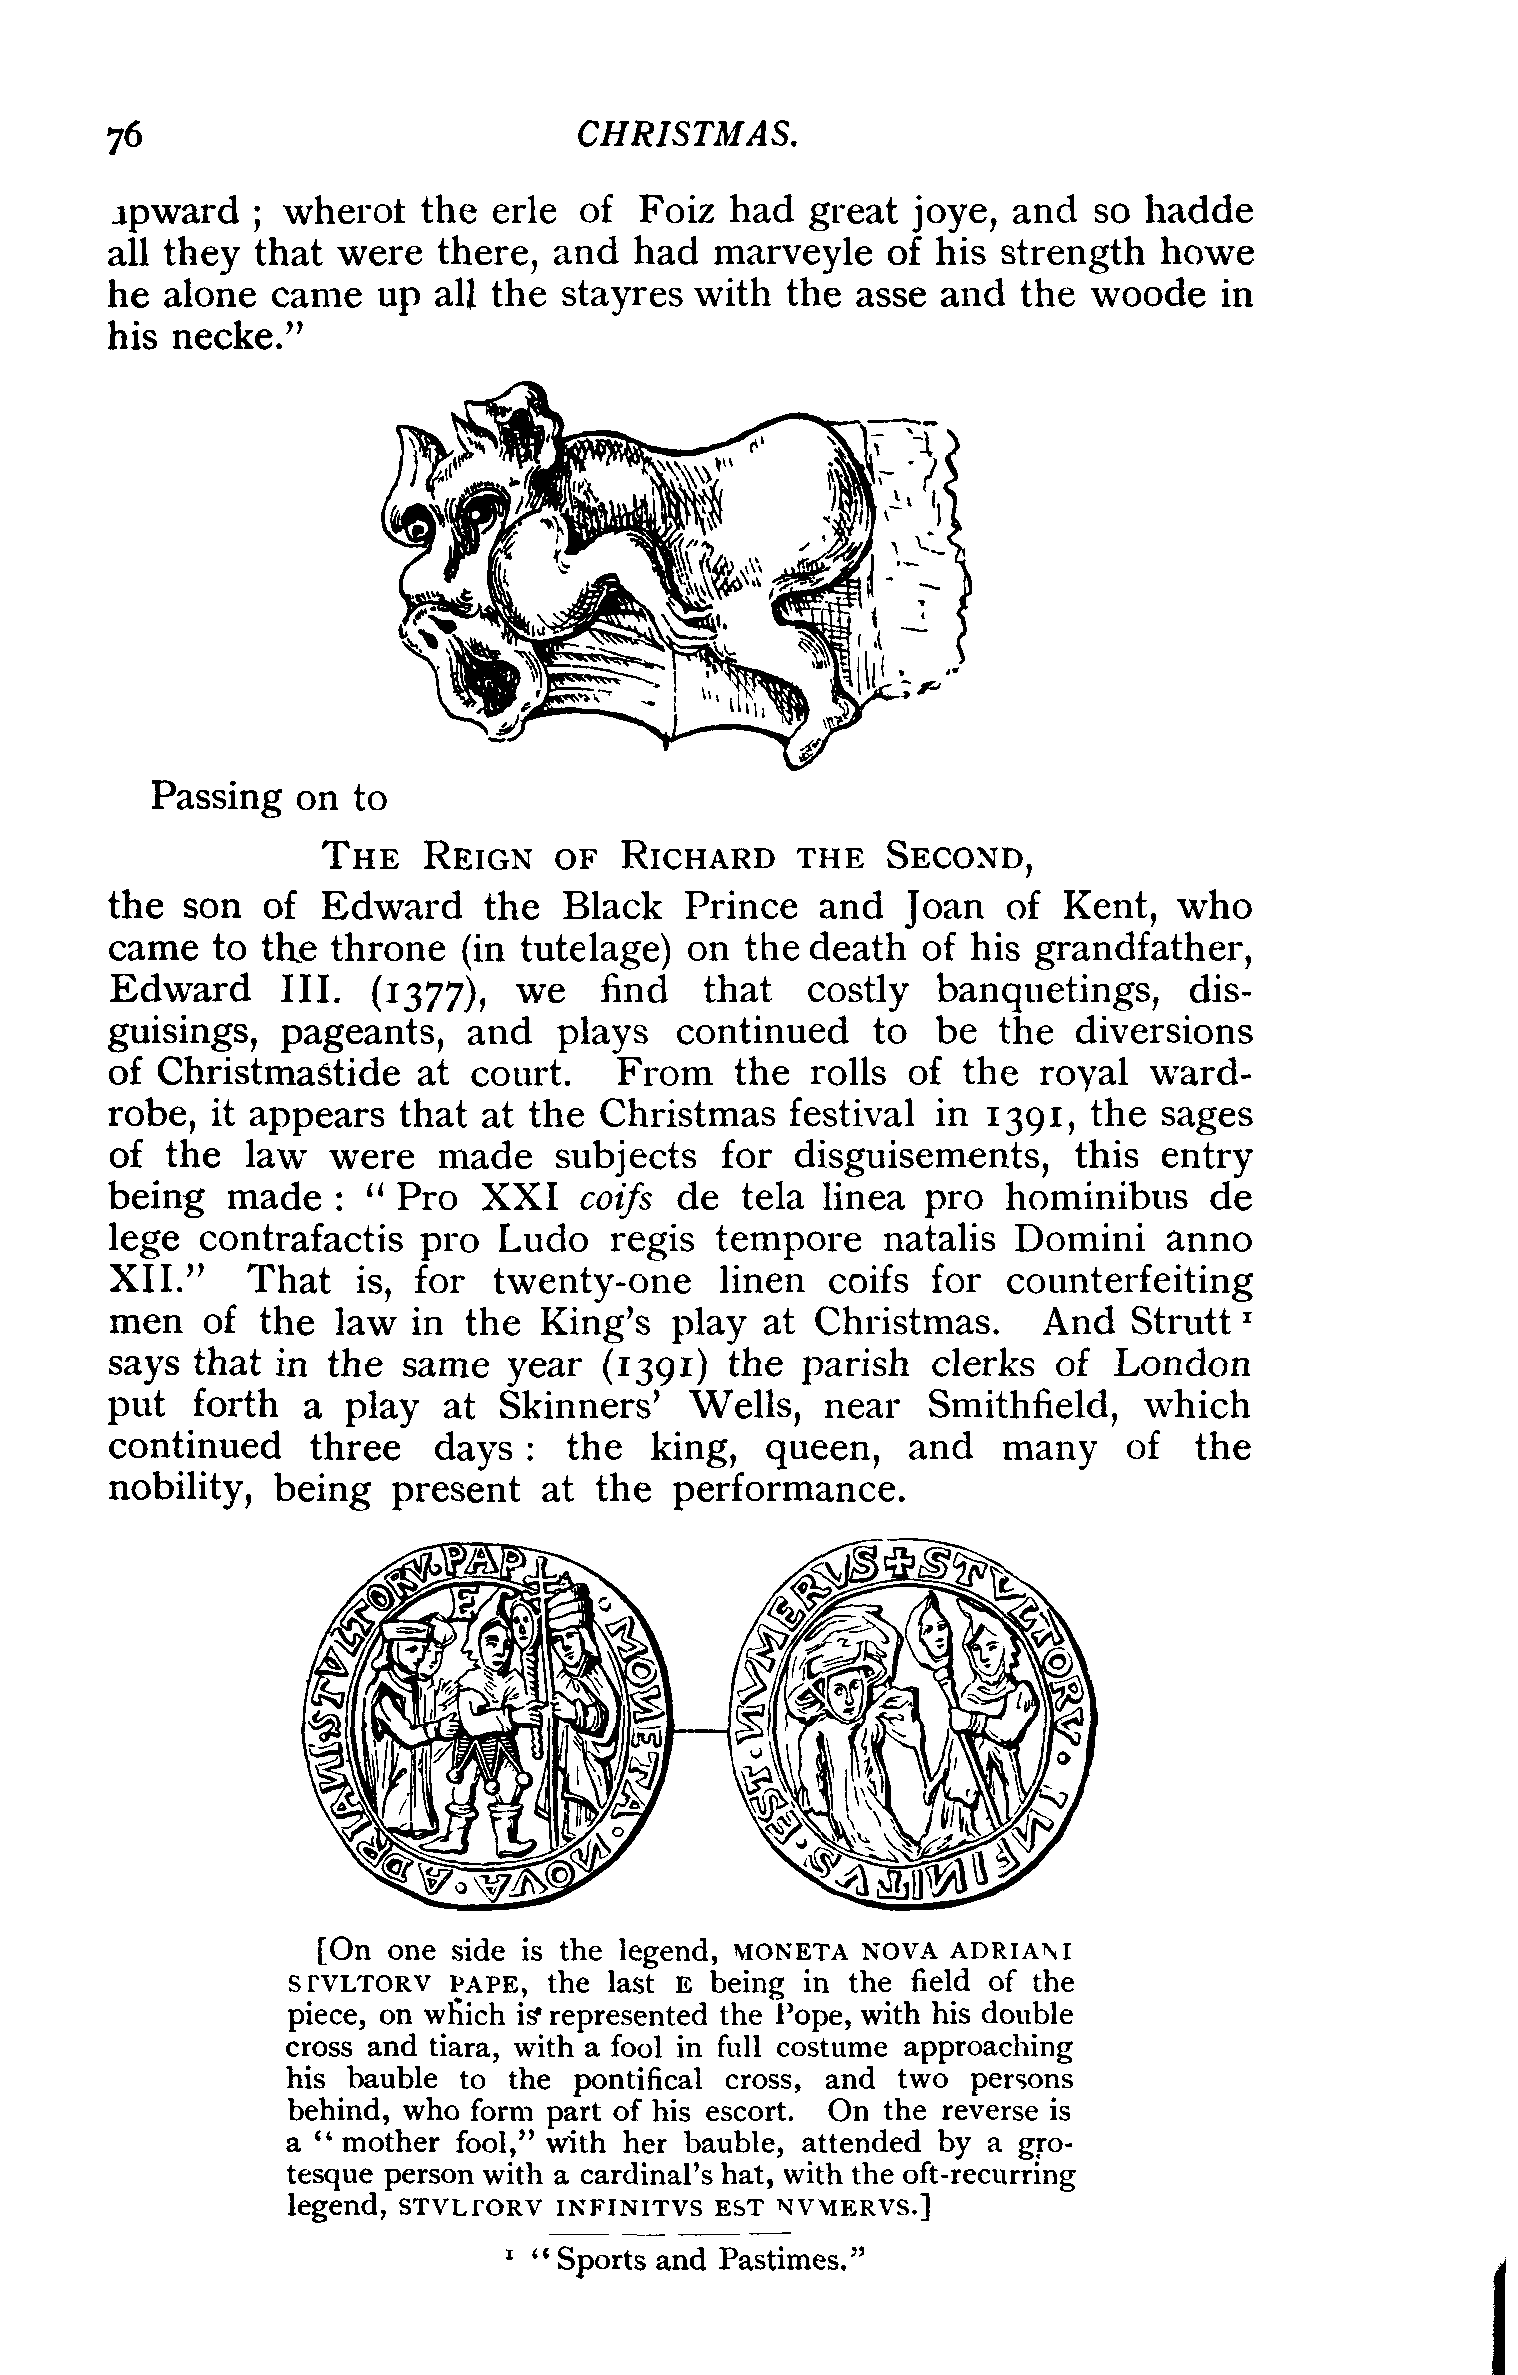 76 CHRISTMAS.
upward ; wherof the erle of Foiz had great joye, and so hadde
all they that were there, and had marveyle of his strength howe
he alone came up all the stayres with the asse and the woode in
his necke.”
Passing on to
THE REIGN OF RICHARD THE SECOND,
the son of Edward the Black Prince and Joan of Kent, who
came to the throne (in tutelage) on the death of his grandfather,
Edward III. (1377), we find that costly banquetings, dis-
guisings, pageants, and plays continued to be the diversions
of Christmastide at court. From the rolls of the royal ward-
robe, it appears that at the Christmas festival in 1391, the sages
of the law were made subjects for disguisements, this entry
being made : “ Pro XXI coifs de tela linea pro hominibus de
lege contrafactis pro Ludo regis tempore natalis Domini anno
XII.” That is, for twenty-one linen coifs for counterfeiting
men of the law in the King’s play at Christmas. And Strutt ¹
says that in the same year (1391) the parish clerks of London
put forth a play at Skinners’ Wells, near Smithfield, which
continued three days : the king, queen, and many of the
nobility, being present at the performance.
MONETA · NOVA · ADRIANI · STVLTORV · PAP
E
STVLTORV · INFINITVS · EST · NVMERVS
[On one side is the legend, MONETA NOVA ADRIANI
STVLTORV PAPE, the last E being in the field of the
piece, on which is represented the Pope, with his double
cross and tiara, with a fool in full costume approaching
his bauble to the pontifical cross, and two persons
behind, who form part of his escort. On the reverse is
a “ mother fool,” with her bauble, attended by a gro-
tesque person with a cardinal’s hat, with the oft-recurring
legend, STVLTORV INFINITVS EST NVMERVS.]
¹ “ Sports and Pastimes.”